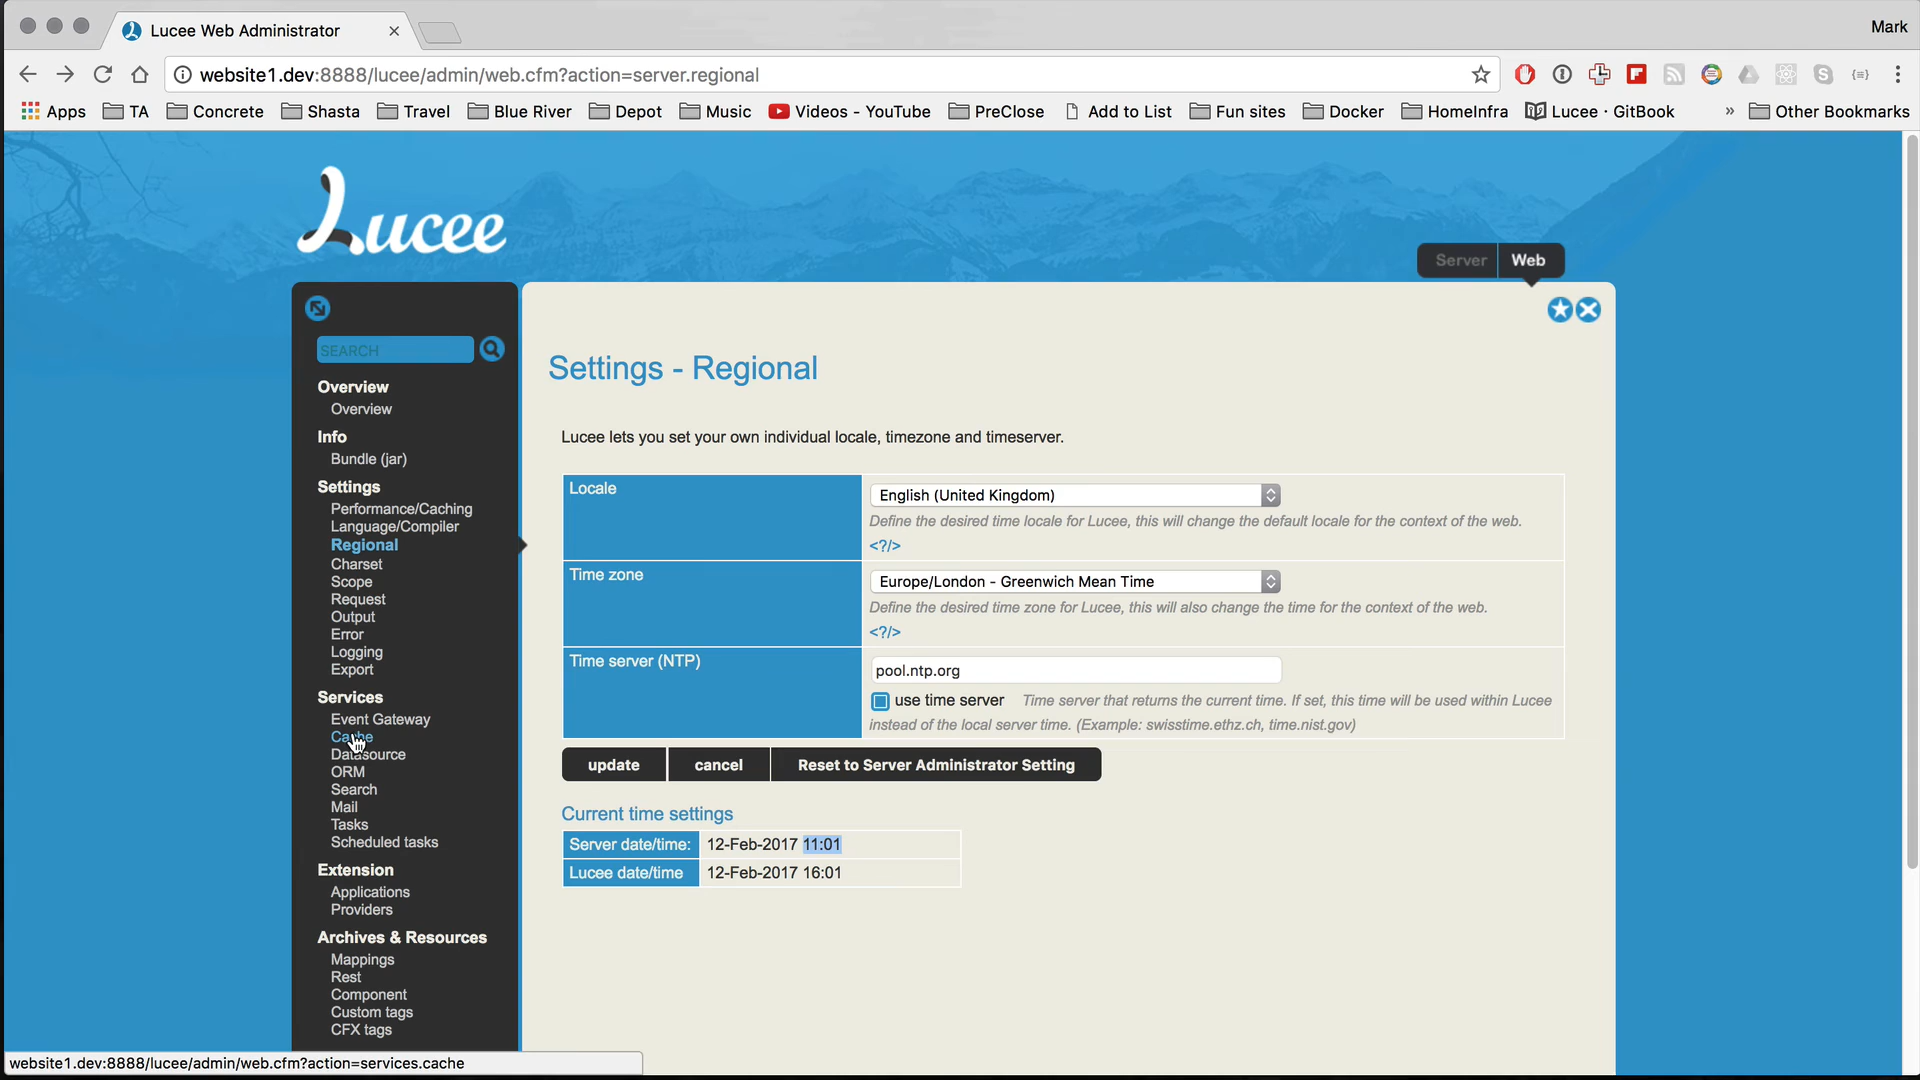 Lucee Web Administrator
Mark
website1.dev:8888/lucee/admin/web.cfm?action=server.regional
Apps TA Concrete Shasta Travel Blue River Depot Music Videos - YouTube PreClose Add to List Fun sites Docker HomeInfra Lucee · GitBook » Other Bookmarks
Lucee
Server Web
SEARCH
Overview
Overview
Info
Bundle (jar)
Settings
Performance/Caching
Language/Compiler
Regional
Charset
Scope
Request
Output
Error
Logging
Export
Services
Event Gateway
Cache
Datasource
ORM
Search
Mail
Tasks
Scheduled tasks
Extension
Applications
Providers
Archives & Resources
Mappings
Rest
Component
Custom tags
CFX tags
Settings - Regional
Lucee lets you set your own individual locale, timezone and timeserver.
Locale
English (United Kingdom)
Define the desired time locale for Lucee, this will change the default locale for the context of the web.
<?/>
Time zone
Europe/London - Greenwich Mean Time
Define the desired time zone for Lucee, this will also change the time for the context of the web.
<?/>
Time server (NTP)
pool.ntp.org
use time server Time server that returns the current time. If set, this time will be used within Lucee
instead of the local server time. (Example: swisstime.ethz.ch, time.nist.gov)
update cancel Reset to Server Administrator Setting
Current time settings
Server date/time: 12-Feb-2017 11:01
Lucee date/time 12-Feb-2017 16:01
website1.dev:8888/lucee/admin/web.cfm?action=services.cache